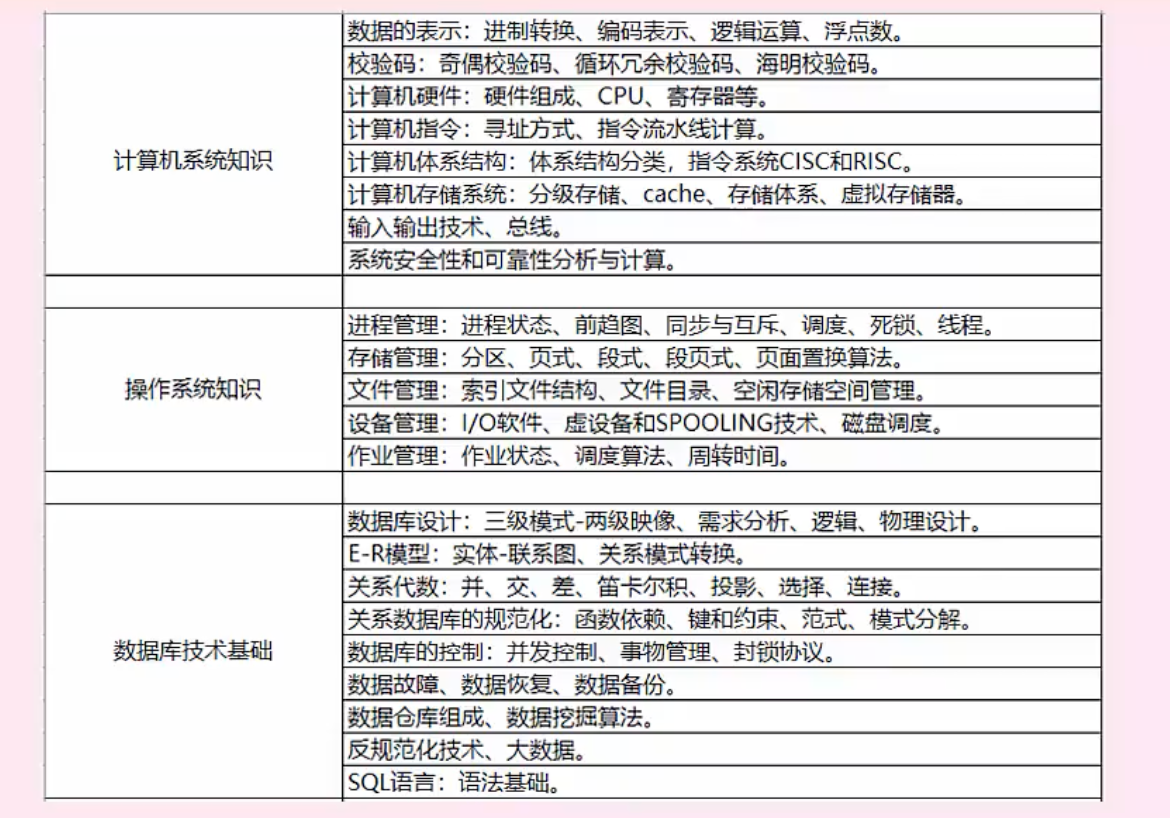 计算机系统知识
数据的表示：进制转换、编码表示、逻辑运算、浮点数。
校验码：奇偶校验码、循环冗余校验码、海明校验码。
计算机硬件：硬件组成、CPU、寄存器等。
计算机指令：寻址方式、指令流水线计算。
计算机体系结构：体系结构分类，指令系统CISC和RISC。
计算机存储系统：分级存储、cache、存储体系、虚拟存储器。
输入输出技术、总线。
系统安全性和可靠性分析与计算。
操作系统知识
进程管理：进程状态、前趋图、同步与互斥、调度、死锁、线程。
存储管理：分区、页式、段式、段页式、页面置换算法。
文件管理：索引文件结构、文件目录、空闲存储空间管理。
设备管理：I/O软件、虚设备和SPOOLING技术、磁盘调度。
作业管理：作业状态、调度算法、周转时间。
数据库技术基础
数据库设计：三级模式-两级映像、需求分析、逻辑、物理设计。
E-R模型：实体-联系图、关系模式转换。
关系代数：并、交、差、笛卡尔积、投影、选择、连接。
关系数据库的规范化：函数依赖、键和约束、范式、模式分解。
数据库的控制：并发控制、事物管理、封锁协议。
数据故障、数据恢复、数据备份。
数据仓库组成、数据挖掘算法。
反规范化技术、大数据。
SQL语言：语法基础。